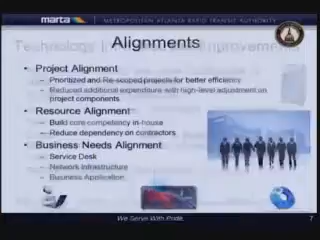 marta METROPOLITAN ATLANTA RAPID TRANSIT AUTHORITY
Alignments
• Project Alignment
– Prioritized and Re-scoped projects for better efficiency
– Reduced additional expenditure with high-level adjustment on
project components
• Resource Alignment
– Build core competency in-house
– Reduce dependency on contractors
• Business Needs Alignment
– Service Desk
– Network Infrastructure
– Business Application
We Serve With Pride
7